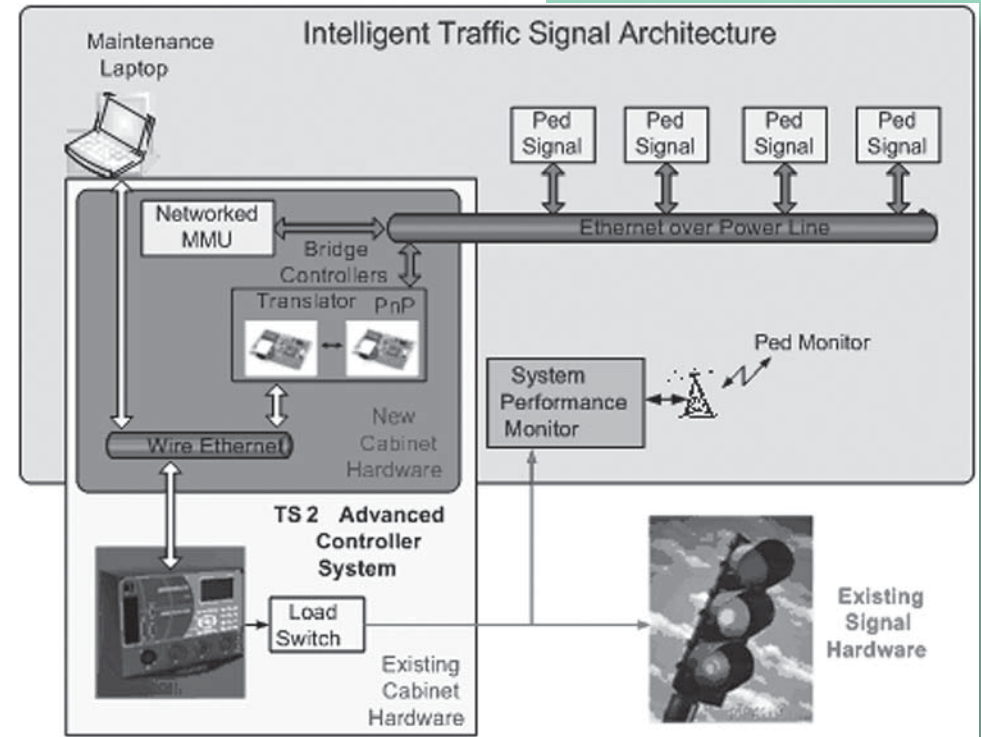 Intelligent Traffic Signal Architecture
Maintenance
Laptop
Ped
Signal
Ped
Signal
Ped
Signal
Ped
Signal
Networked
MMU
Ethernet over Power Line
Bridge
Controllers
Translator PnP
Ped Monitor
System
Performance
Monitor
New
Cabinet
Hardware
Wire Ethernet
TS 2 Advanced
Controller
System
Load
Switch
Existing
Signal
Hardware
Existing
Cabinet
Hardware